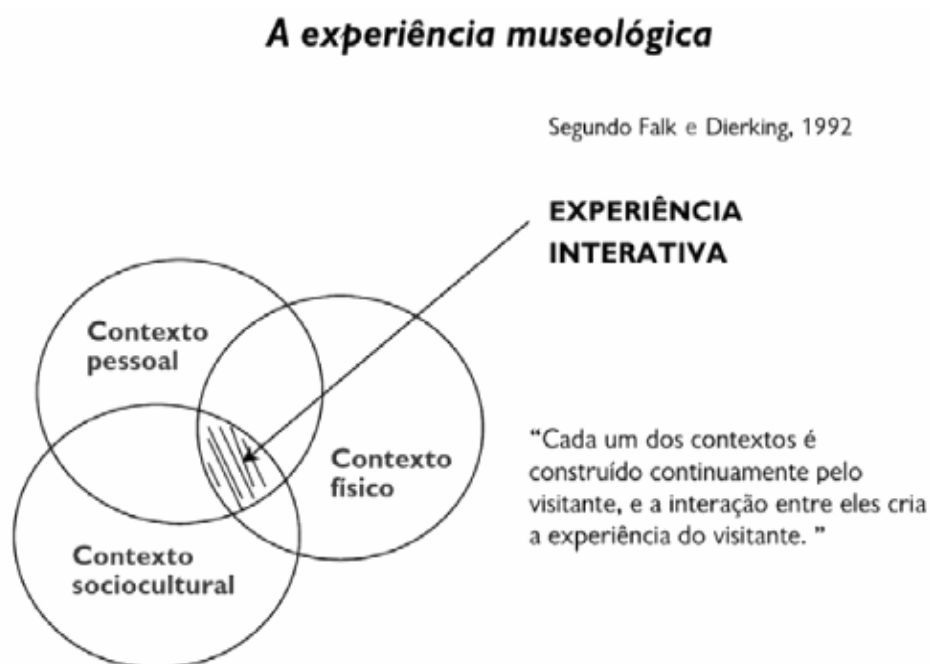 A experiência museológica
Segundo Falk e Dierking, 1992
EXPERIÊNCIA
INTERATIVA
Contexto
pessoal
Contexto
físico
Contexto
sociocultural
“Cada um dos contextos é
construído continuamente pelo
visitante, e a interação entre eles cria
a experiência do visitante. ”